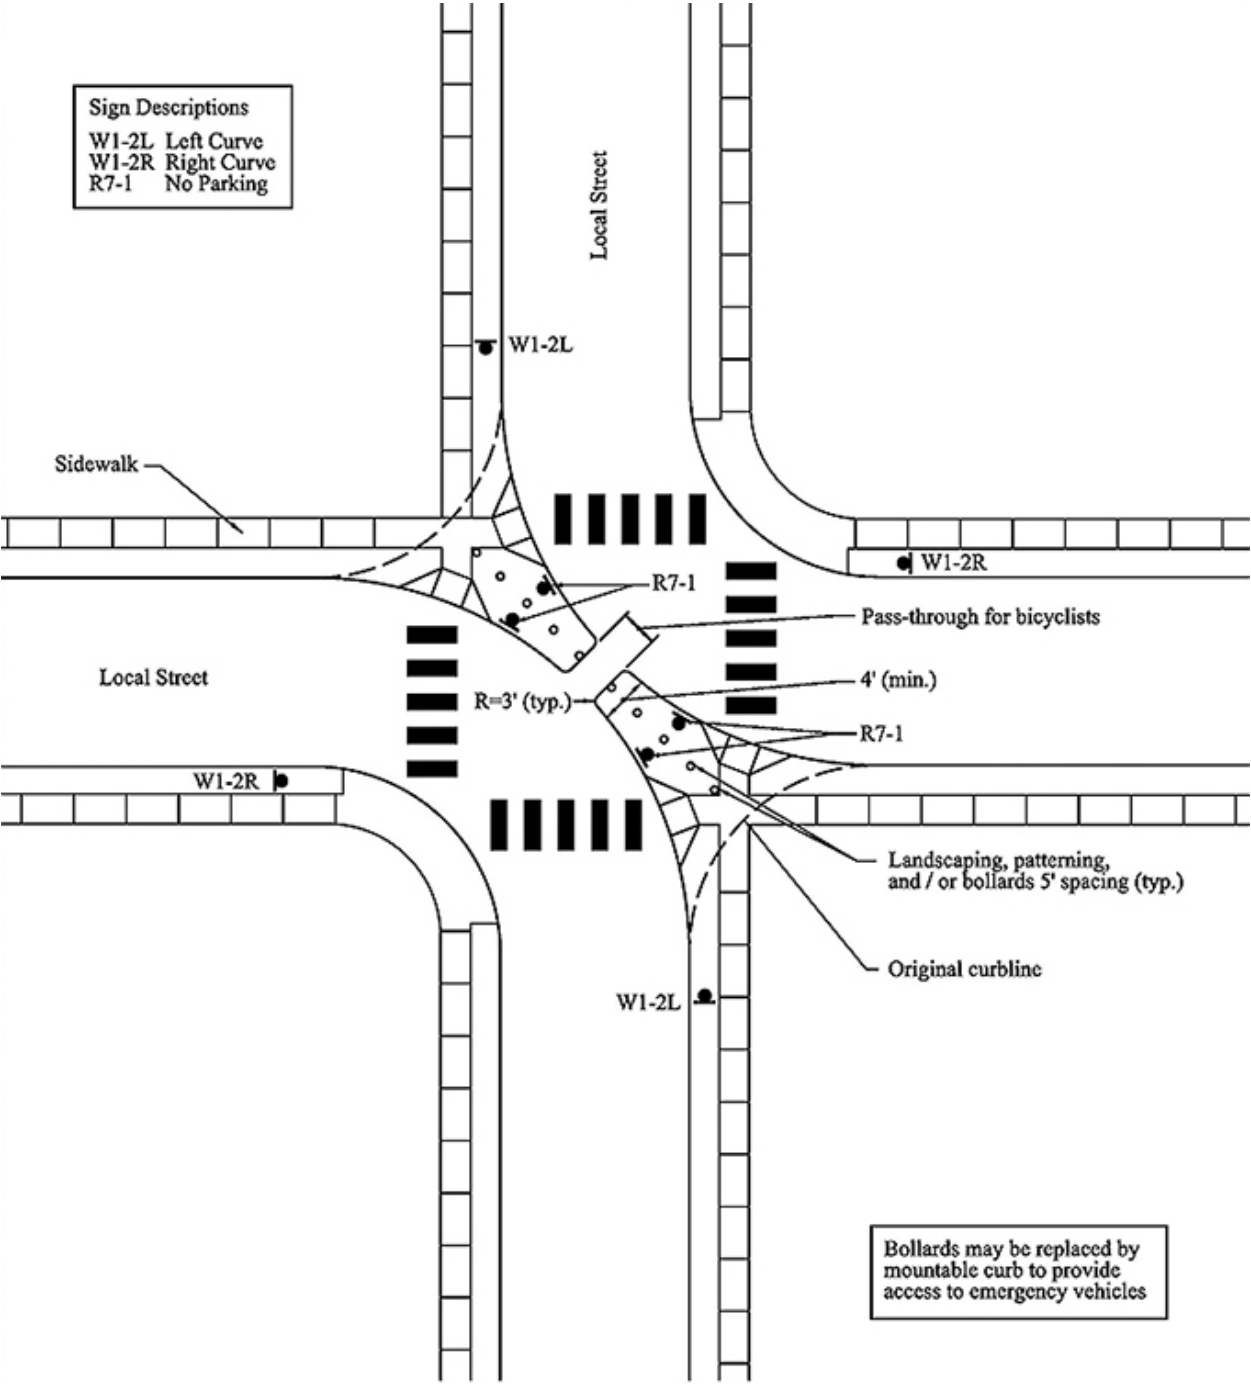 Sign Descriptions
W1-2L Left Curve
W1-2R Right Curve
R7-1 No Parking
Local Street
W1-2L
Sidewalk
W1-2R
R7-1
Pass-through for bicyclists
Local Street
4' (min.)
R=3' (typ.)
R7-1
W1-2R
Landscaping, patterning,
and / or bollards 5' spacing (typ.)
Original curbline
W1-2L
Bollards may be replaced by
mountable curb to provide
access to emergency vehicles